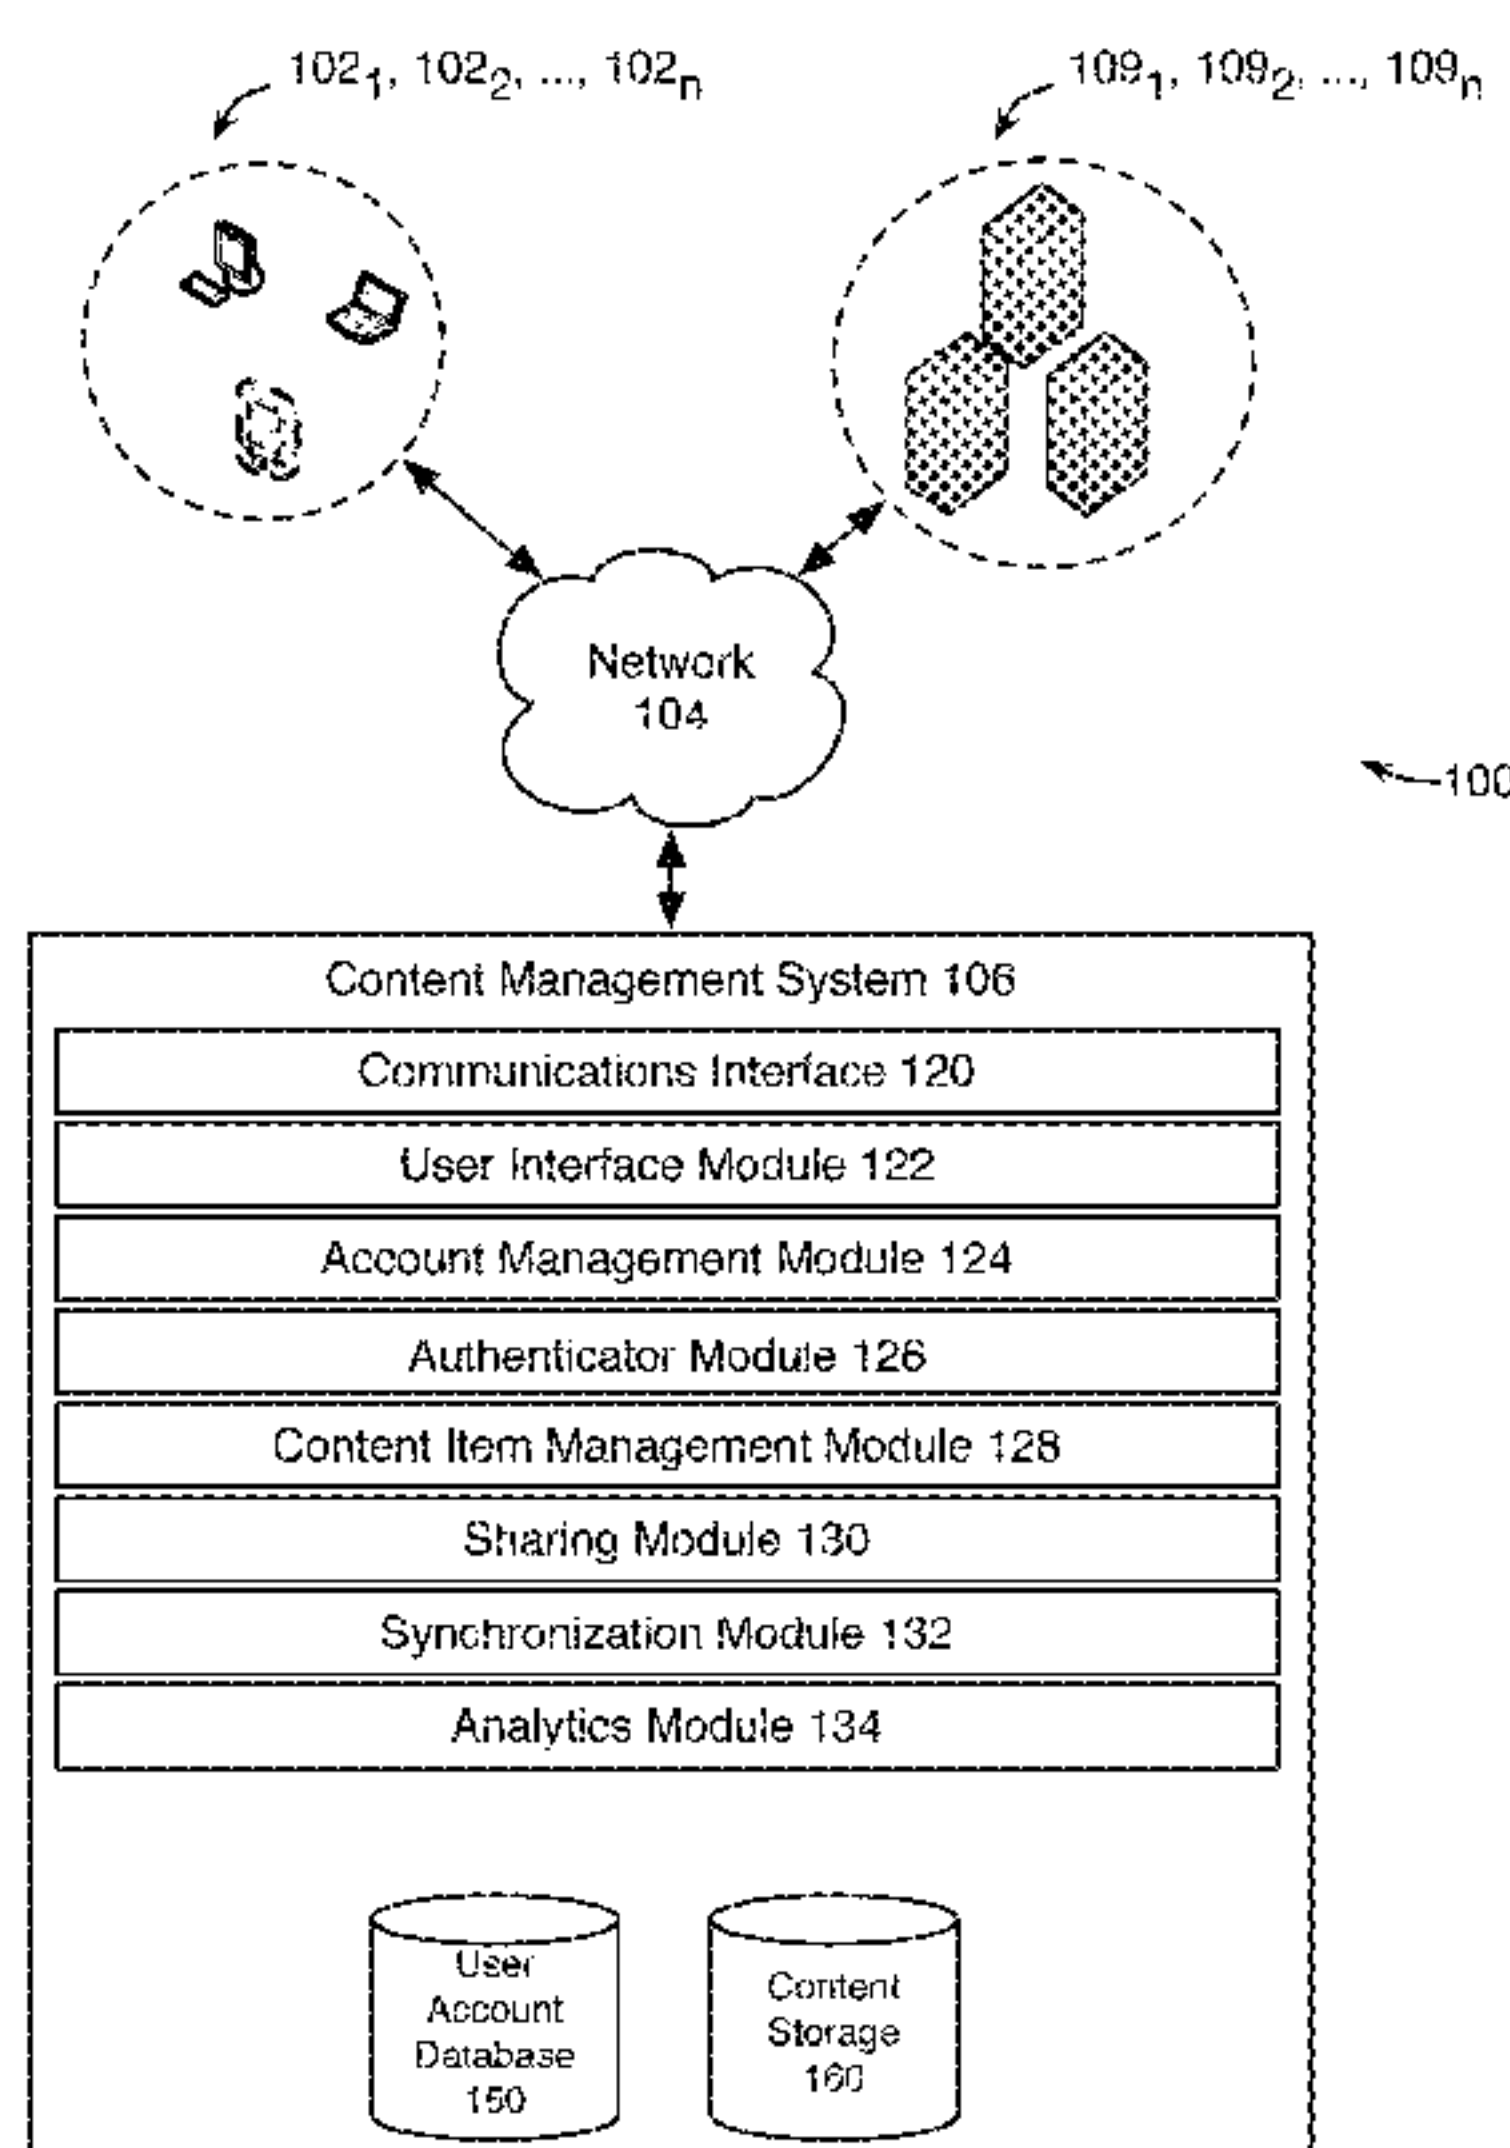 102₁, 102₂, ..., 102ₙ
109₁, 109₂, ..., 109ₙ
Network
104
100
Content Management System 106
Communications Interface 120
User Interface Module 122
Account Management Module 124
Authenticator Module 126
Content Item Management Module 128
Sharing Module 130
Synchronization Module 132
Analytics Module 134
User
Account
Database
150
Content
Storage
160